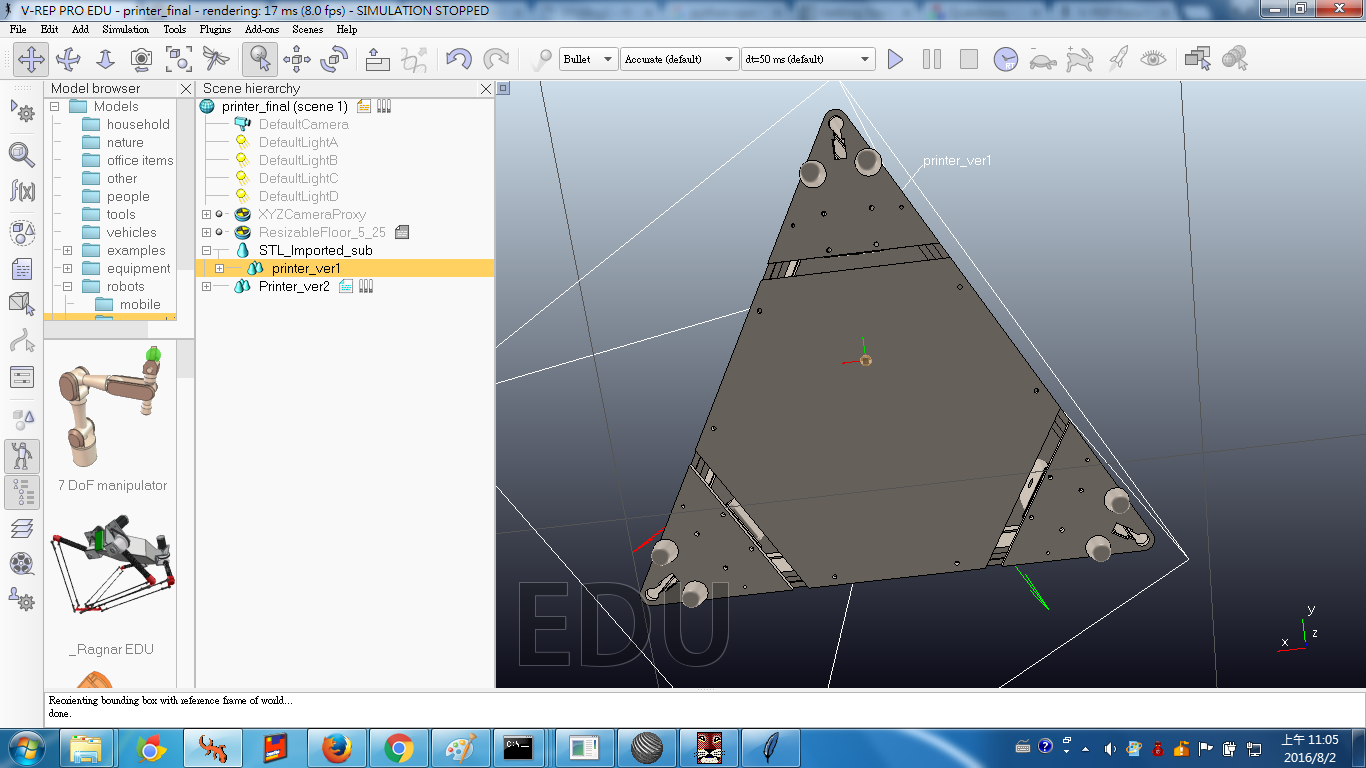 V-REP PRO EDU - printer_final - rendering: 17 ms (8.0 fps) - SIMULATION STOPPED
File Edit Add Simulation Tools Plugins Add-ons Scenes Help
Bullet Accurate (default) dt=50 ms (default) RT
Model browser
Models
household
nature
office items
other
people
tools
vehicles
examples
equipment
robots
mobile
7 DoF manipulator
_Ragnar EDU
Scene hierarchy
printer_final (scene 1)
DefaultCamera
DefaultLightA
DefaultLightB
DefaultLightC
DefaultLightD
XYZCameraProxy
ResizableFloor_5_25
STL_Imported_sub
printer_ver1
Printer_ver2
f(x)
printer_ver1
EDU
y
z
x
Reorienting bounding box with reference frame of world...
done.
C:\_
上午 11:05
2016/8/2